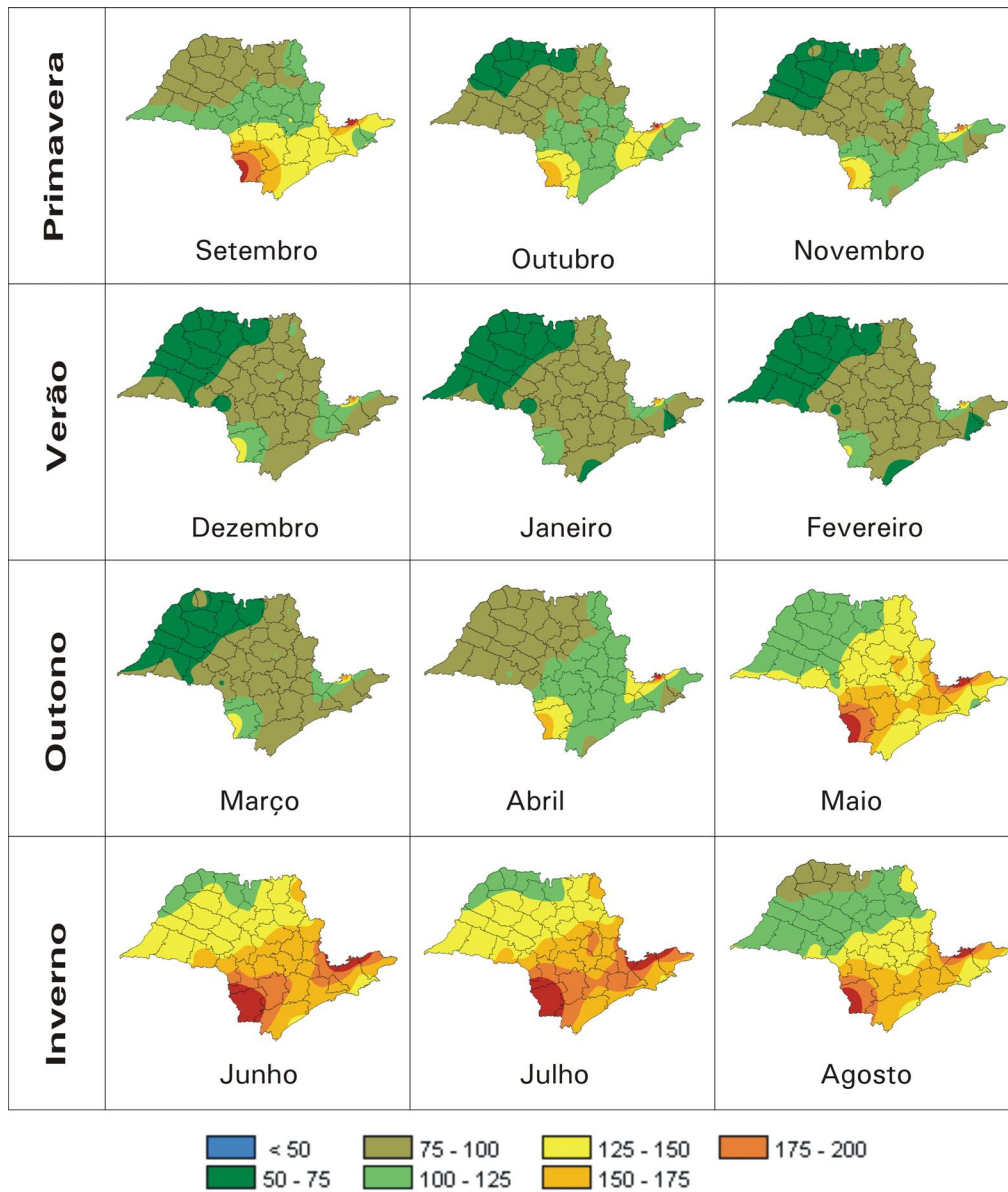 Primavera
Setembro
Outubro
Novembro
Verão
Dezembro
Janeiro
Fevereiro
Outono
Março
Abril
Maio
Inverno
Junho
Julho
Agosto
< 50
75 - 100
125 - 150
175 - 200
50 - 75
100 - 125
150 - 175